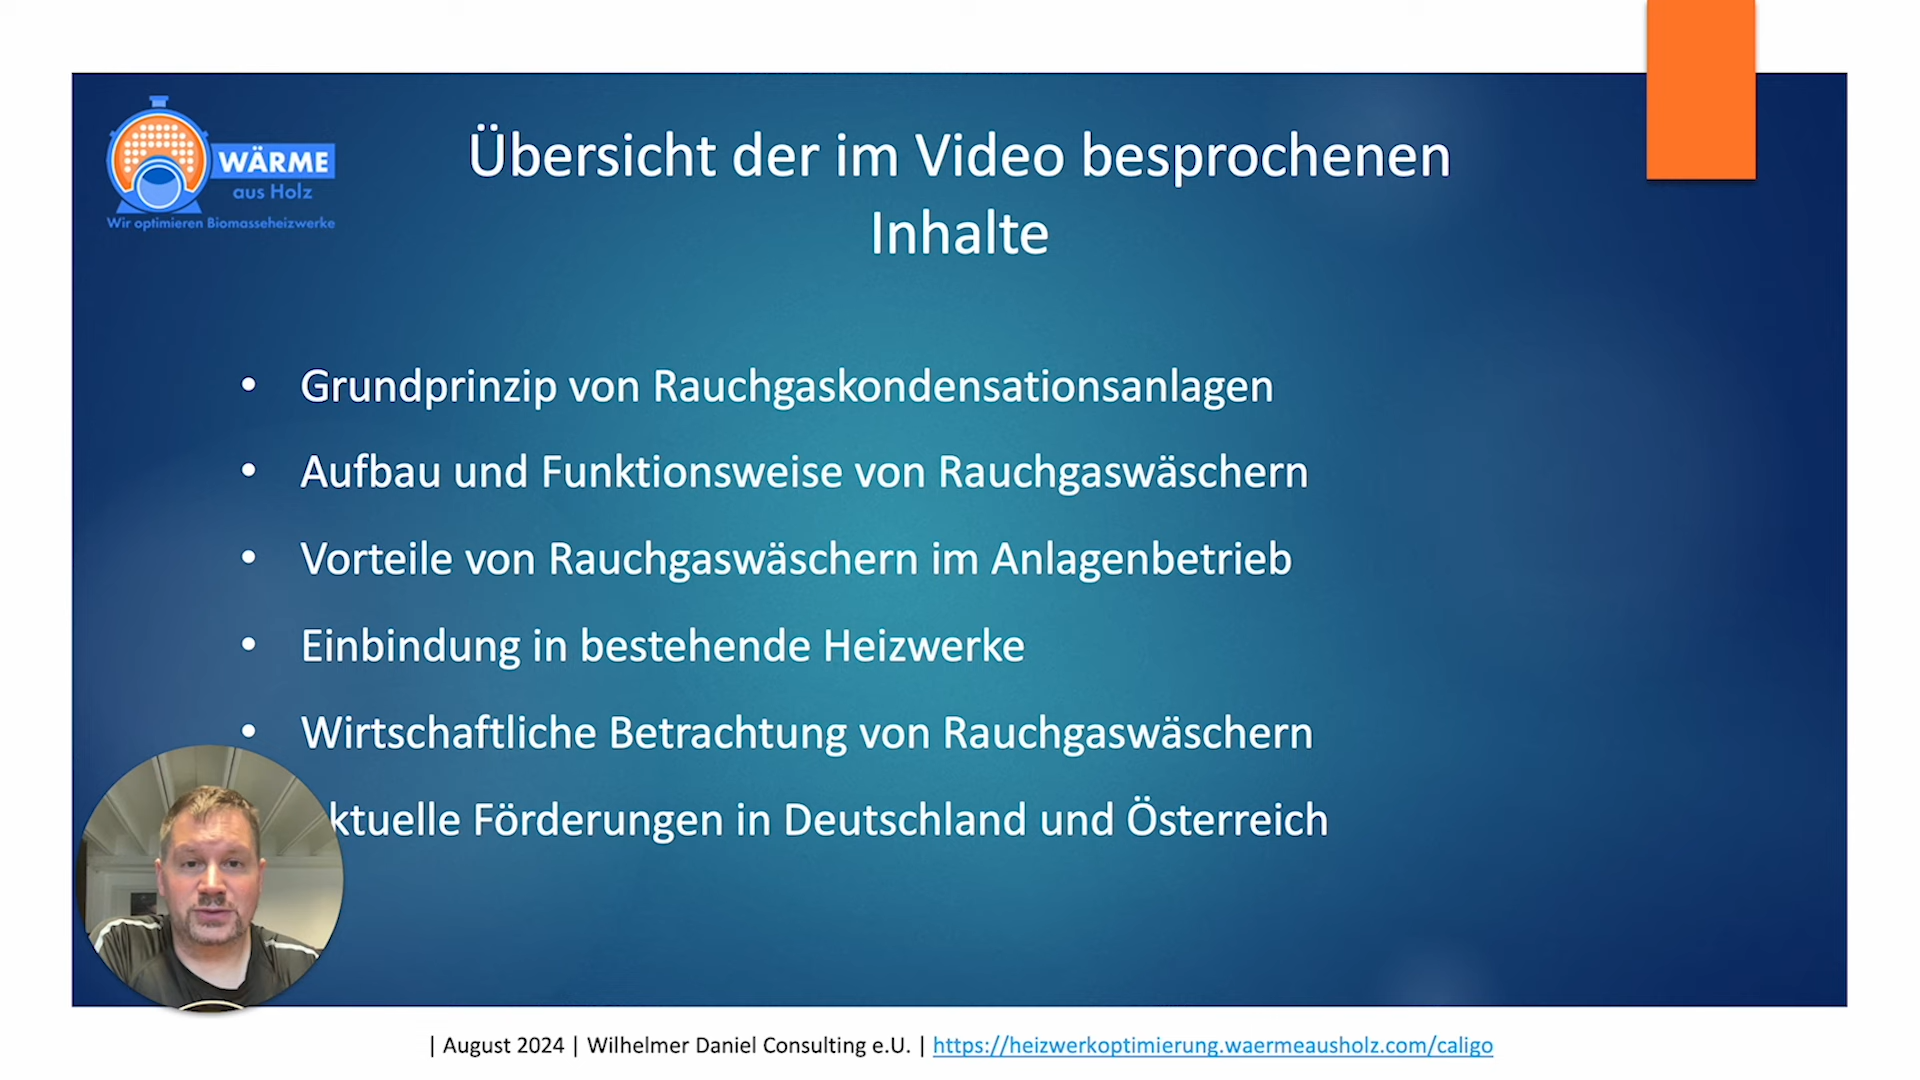 WÄRME
aus Holz
Wir optimieren Biomasseheizwerke
Übersicht der im Video besprochenen
Inhalte
• Grundprinzip von Rauchgaskondensationsanlagen
• Aufbau und Funktionsweise von Rauchgaswäschern
• Vorteile von Rauchgaswäschern im Anlagenbetrieb
• Einbindung in bestehende Heizwerke
• Wirtschaftliche Betrachtung von Rauchgaswäschern
ktuelle Förderungen in Deutschland und Österreich
| August 2024 | Wilhelmer Daniel Consulting e.U. | https://heizwerkoptimierung.waermeausholz.com/caligo